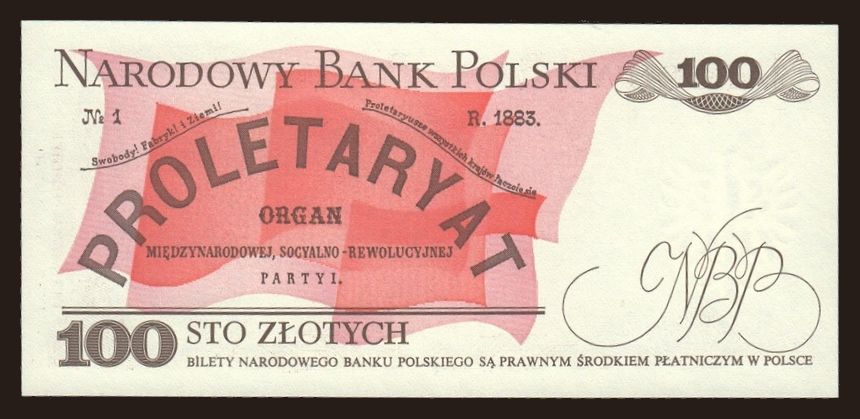 NARODOWY BANK POLSKI
100
№ 1
R. 1883.
Swobody! Fabryk! i Ziemi!
Proletaryusze wszystkich krajów łączcie się
PROLETARYAT
ORGAN
MIĘDZYNARODOWEJ, SOCYALNO-REWOLUCYJNEJ
PARTYI.
NBP
100 STO ZŁOTYCH
BILETY NARODOWEGO BANKU POLSKIEGO SĄ PRAWNYM ŚRODKIEM PŁATNICZYM W POLSCE